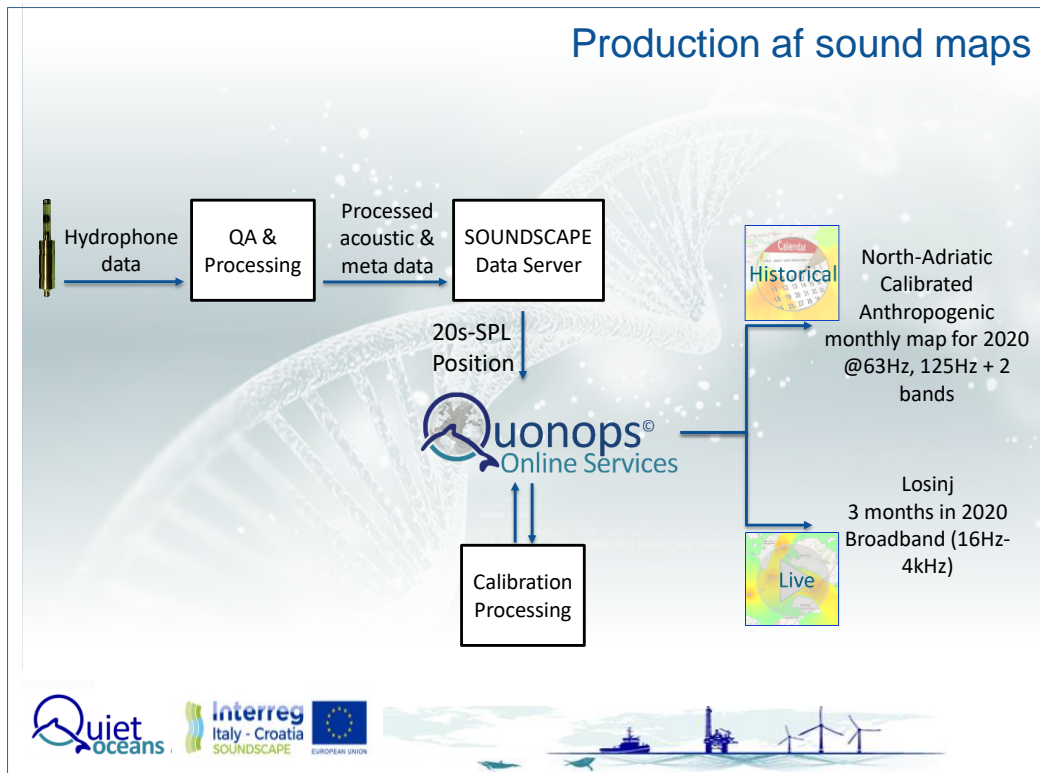 Production af sound maps
Hydrophone
data
QA &
Processing
Processed
acoustic &
meta data
SOUNDSCAPE
Data Server
20s-SPL
Position
Quonops©
Online Services
Calibration
Processing
Calendar
Historical
North-Adriatic
Calibrated
Anthropogenic
monthly map for 2020
@63Hz, 125Hz + 2
bands
Losinj
3 months in 2020
Broadband (16Hz-
4kHz)
Live
Quiet
Oceans
Interreg
Italy - Croatia
SOUNDSCAPE
EUROPEAN UNION